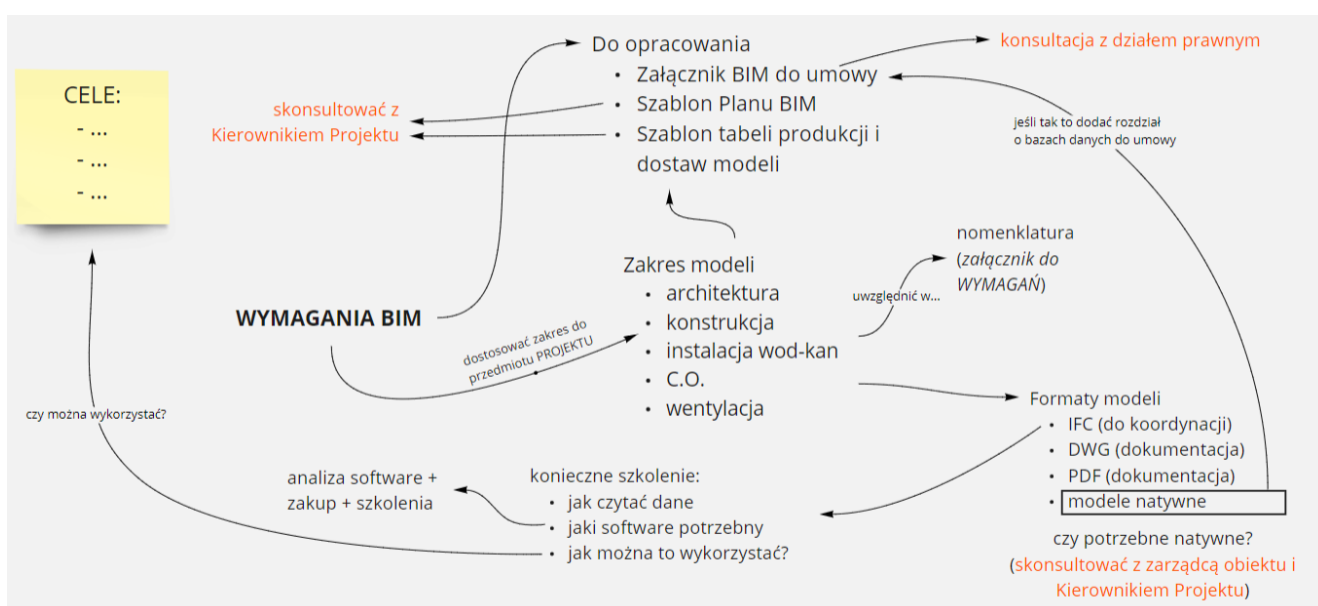 CELE:
- ...
- ...
- ...
skonsultować z
Kierownikiem Projektu
Do opracowania
• Załącznik BIM do umowy
• Szablon Planu BIM
• Szablon tabeli produkcji i
dostaw modeli
konsultacja z działem prawnym
jeśli tak to dodać rozdział
o bazach danych do umowy
WYMAGANIA BIM
dostosować zakres do
przedmiotu PROJEKTU
Zakres modeli
• architektura
• konstrukcja
• instalacja wod-kan
• C.O.
• wentylacja
uwzględnić w...
nomenklatura
(załącznik do
WYMAGAŃ)
Formaty modeli
• IFC (do koordynacji)
• DWG (dokumentacja)
• PDF (dokumentacja)
• modele natywne
czy potrzebne natywne?
(skonsultować z zarządcą obiektu i
Kierownikiem Projektu)
czy można wykorzystać?
analiza software +
zakup + szkolenia
konieczne szkolenie:
• jak czytać dane
• jaki software potrzebny
• jak można to wykorzystać?